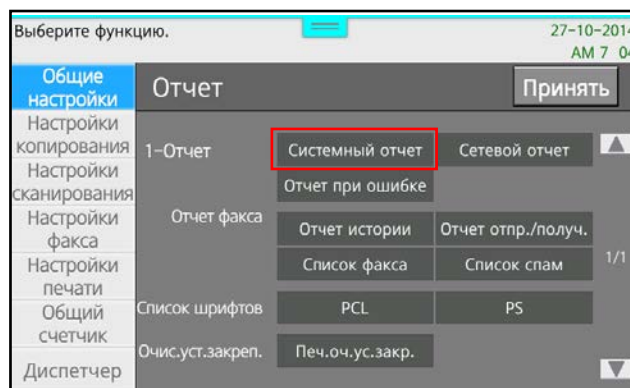 Выберите функцию.
27-10-2014
AM 7 04
Общие
настройки
Отчет
Принять
Настройки
копирования
1-Отчет
Системный отчет
Сетевой отчет
Настройки
сканирования
Отчет при ошибке
Настройки
факса
Отчет факса
Отчет истории
Отчет отпр./получ.
1/1
Настройки
печати
Список факса
Список спам
Общий
счетчик
Список шрифтов
PCL
PS
Диспетчер
Очис.уст.закреп.
Печ.оч.ус.закр.